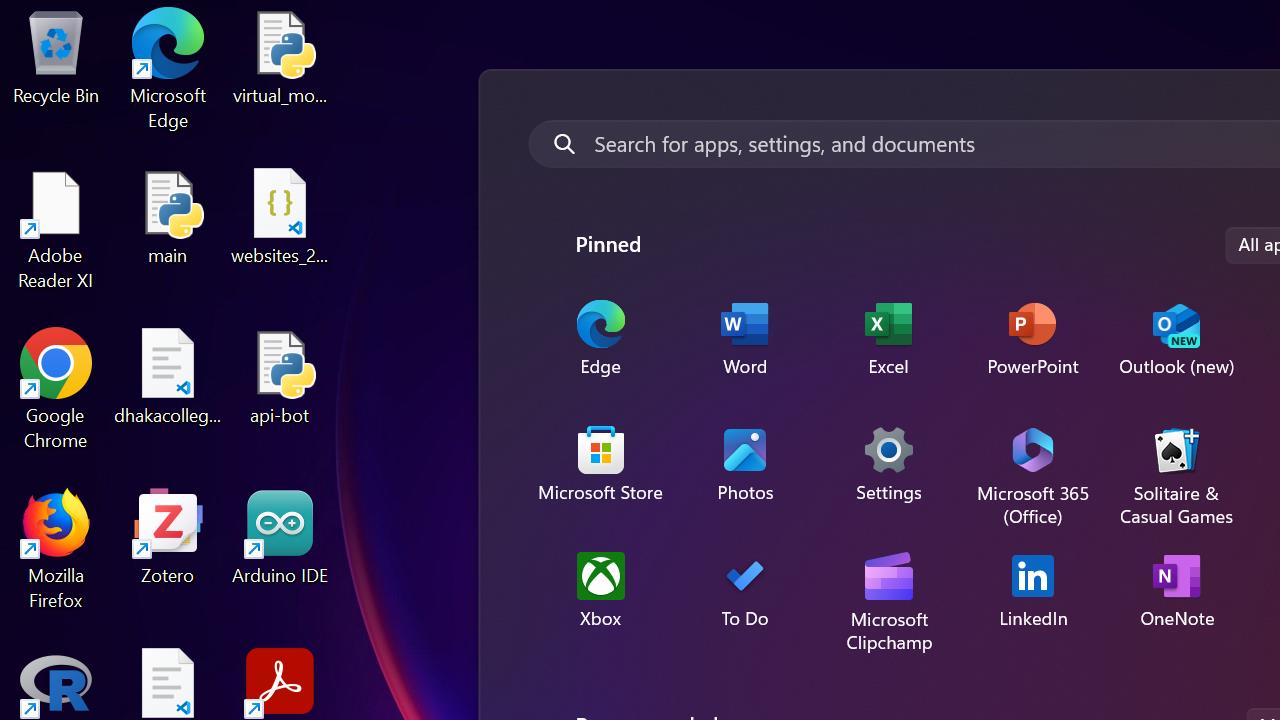 Recycle Bin
Microsoft
Edge
virtual_mo...
Adobe
Reader XI
main
websites_2...
Google
Chrome
dhakacolleg...
api-bot
Mozilla
Firefox
Zotero
Arduino IDE
Search for apps, settings, and documents
Pinned
All
Edge
Word
Excel
PowerPoint
Outlook (new)
NEW
Microsoft Store
Photos
Settings
Microsoft 365
(Office)
Solitaire &
Casual Games
Xbox
To Do
Microsoft
Clipchamp
LinkedIn
OneNote